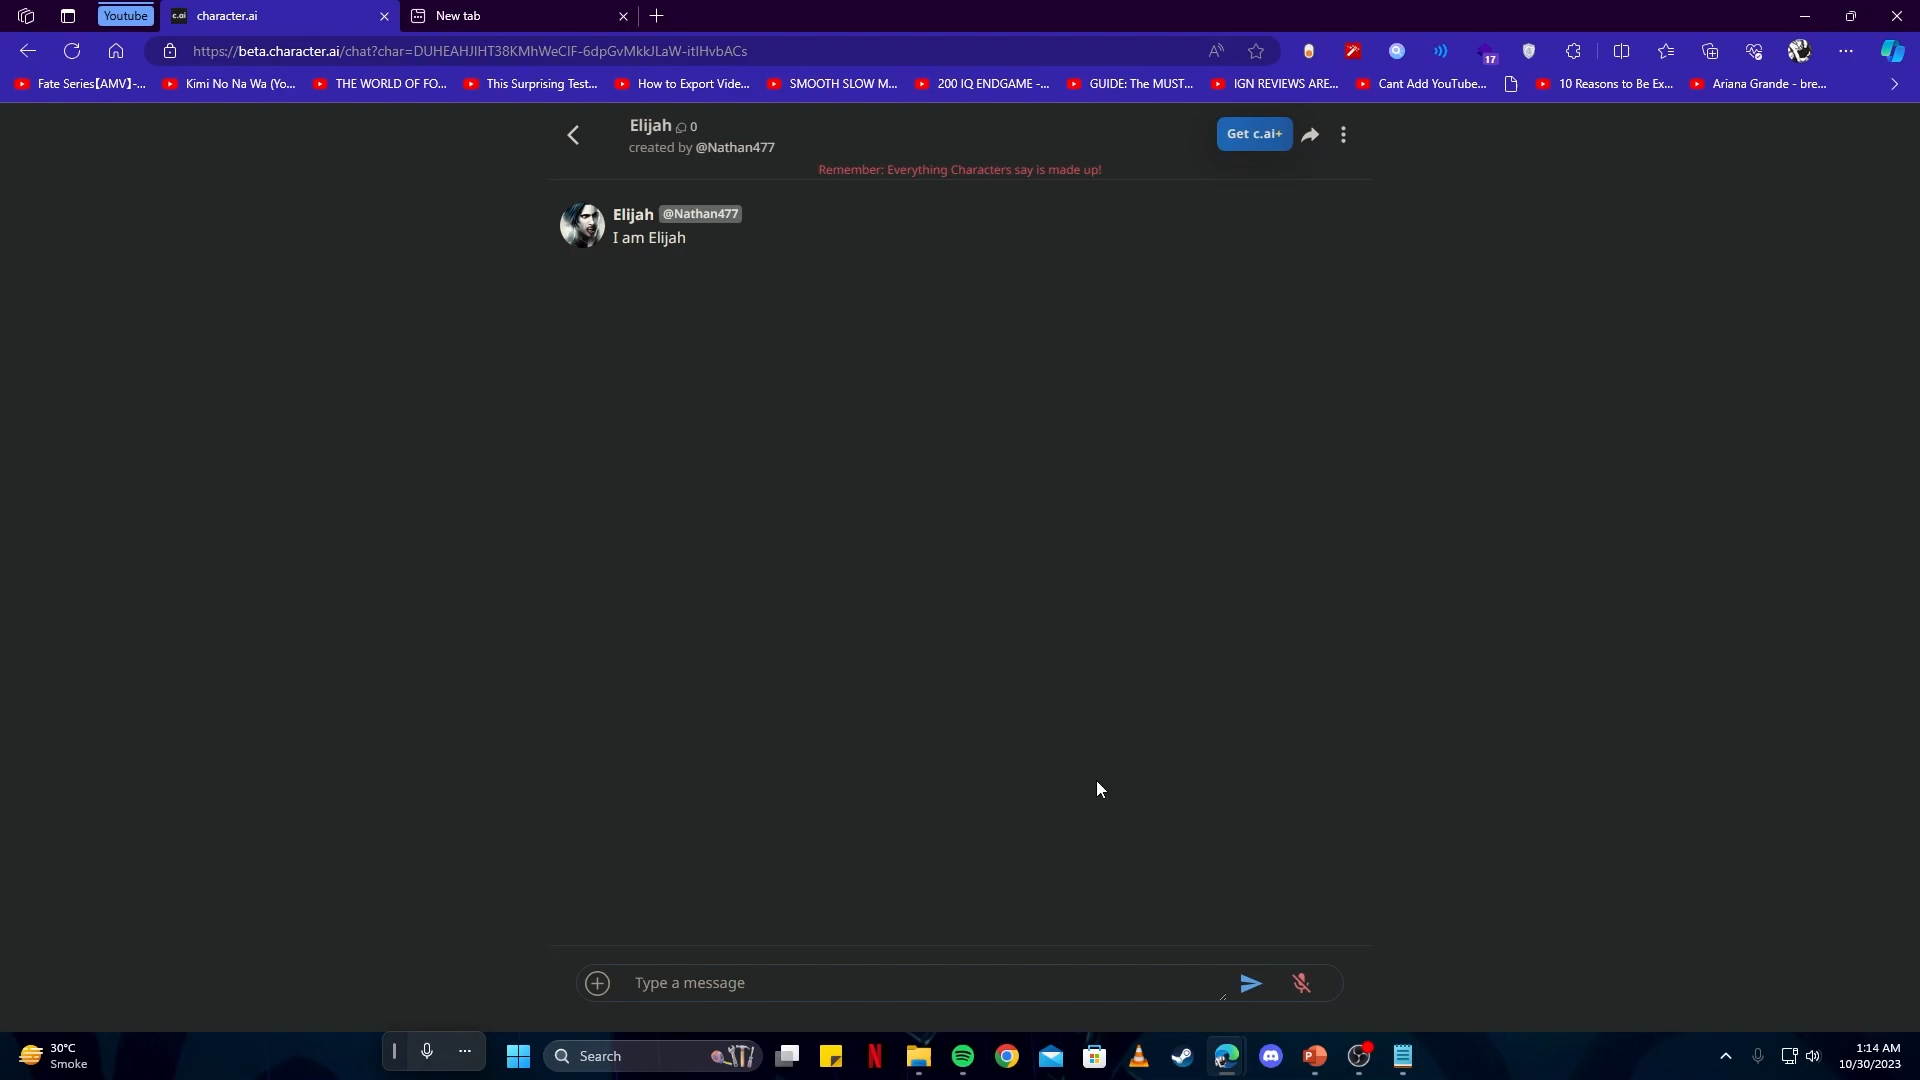 Youtube
c.ai
character.ai
New tab
https://beta.character.ai/chat?char=DUHEAHJIHT38KMhWeCIF-6dpGvMkkJLaW-itIHvbACs
17
Fate Series【AMV】-...
Kimi No Na Wa (Yo...
THE WORLD OF FO...
This Surprising Test...
How to Export Vide...
SMOOTH SLOW M...
200 IQ ENDGAME -...
GUIDE: The MUST...
IGN REVIEWS ARE...
Cant Add YouTube...
10 Reasons to Be Ex...
Ariana Grande - bre...
Elijah 0
created by @Nathan477
Get c.ai+
Remember: Everything Characters say is made up!
Elijah @Nathan477
I am Elijah
Type a message
30°C
Smoke
Search
1:14 AM
10/30/2023